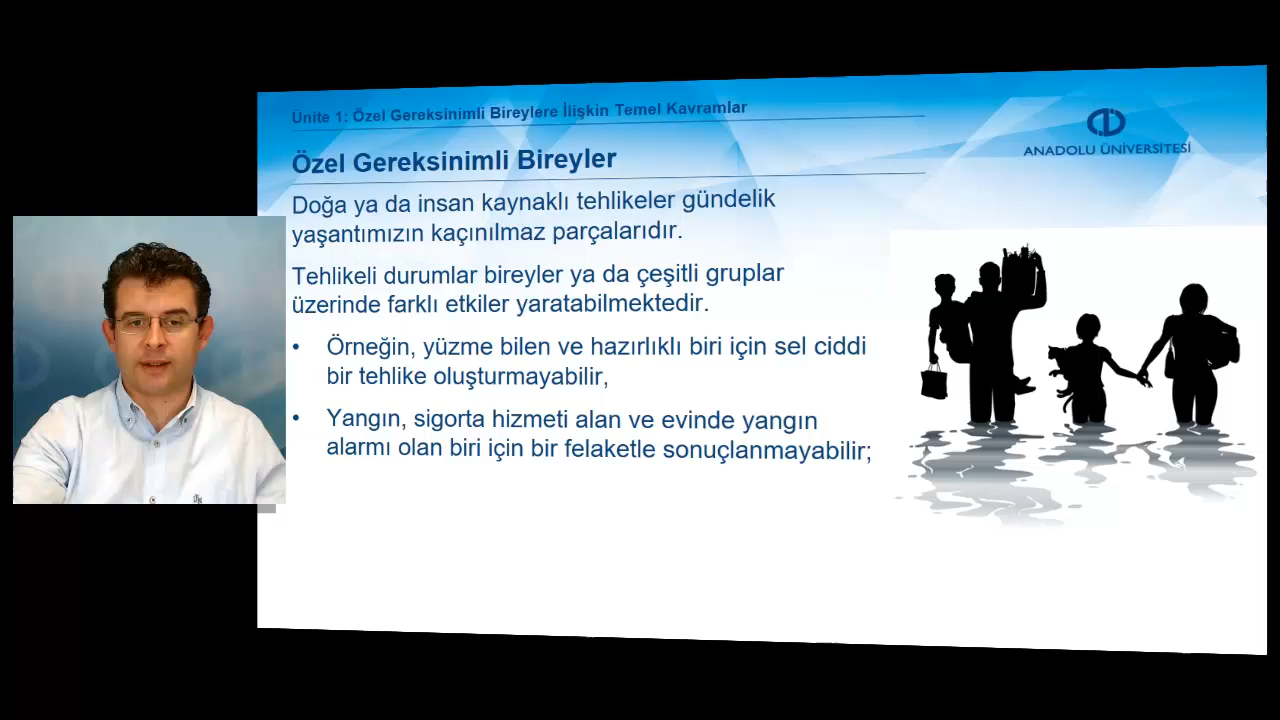 Ünite 1: Özel Gereksinimli Bireylere İlişkin Temel Kavramlar
ANADOLU ÜNİVERSİTESİ
Özel Gereksinimli Bireyler
Doğa ya da insan kaynaklı tehlikeler gündelik
yaşantımızın kaçınılmaz parçalarıdır.
Tehlikeli durumlar bireyler ya da çeşitli gruplar
üzerinde farklı etkiler yaratabilmektedir.
• Örneğin, yüzme bilen ve hazırlıklı biri için sel ciddi
bir tehlike oluşturmayabilir,
• Yangın, sigorta hizmeti alan ve evinde yangın
alarmı olan biri için bir felaketle sonuçlanmayabilir;